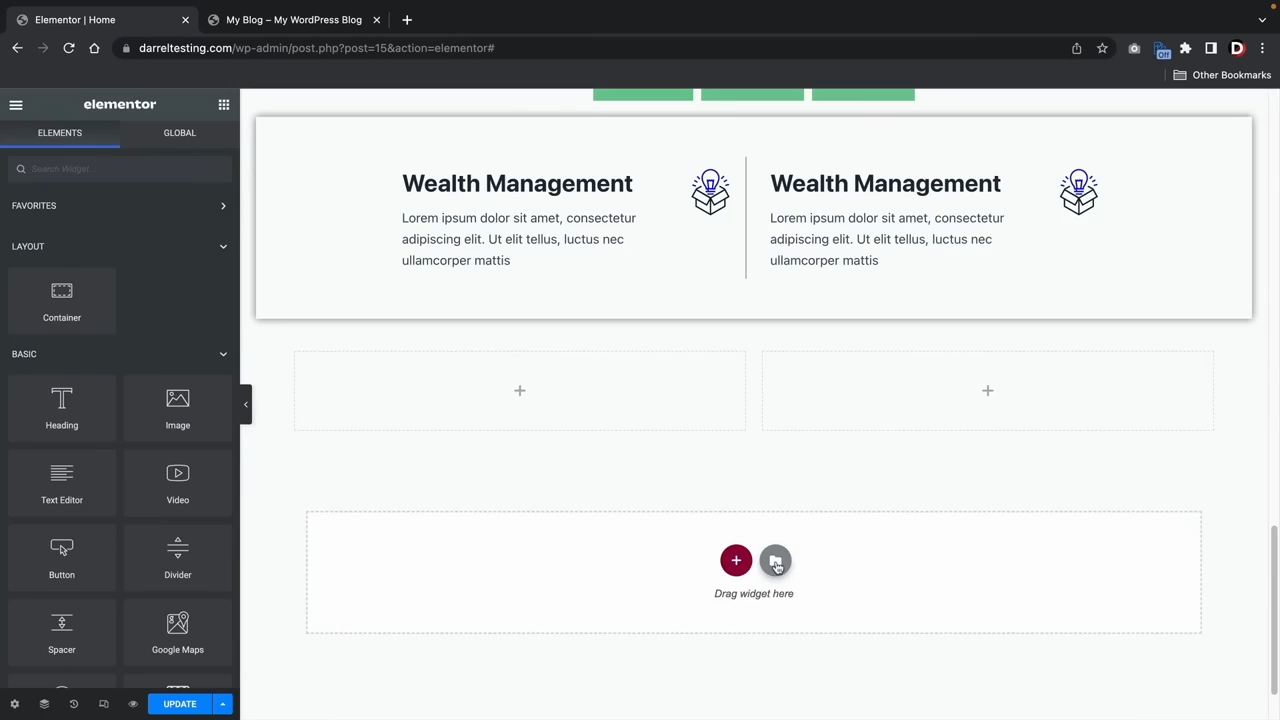 Elementor | Home
My Blog – My WordPress Blog
darreltesting.com/wp-admin/post.php?post=15&action=elementor#
Off
D
Other Bookmarks
elementor
ELEMENTS
GLOBAL
Search Widget...
FAVORITES
LAYOUT
Container
BASIC
Heading
Image
Text Editor
Video
Button
Divider
Spacer
Google Maps
UPDATE
Wealth Management
Lorem ipsum dolor sit amet, consectetur
adipiscing elit. Ut elit tellus, luctus nec
ullamcorper mattis
Wealth Management
Lorem ipsum dolor sit amet, consectetur
adipiscing elit. Ut elit tellus, luctus nec
ullamcorper mattis
Drag widget here